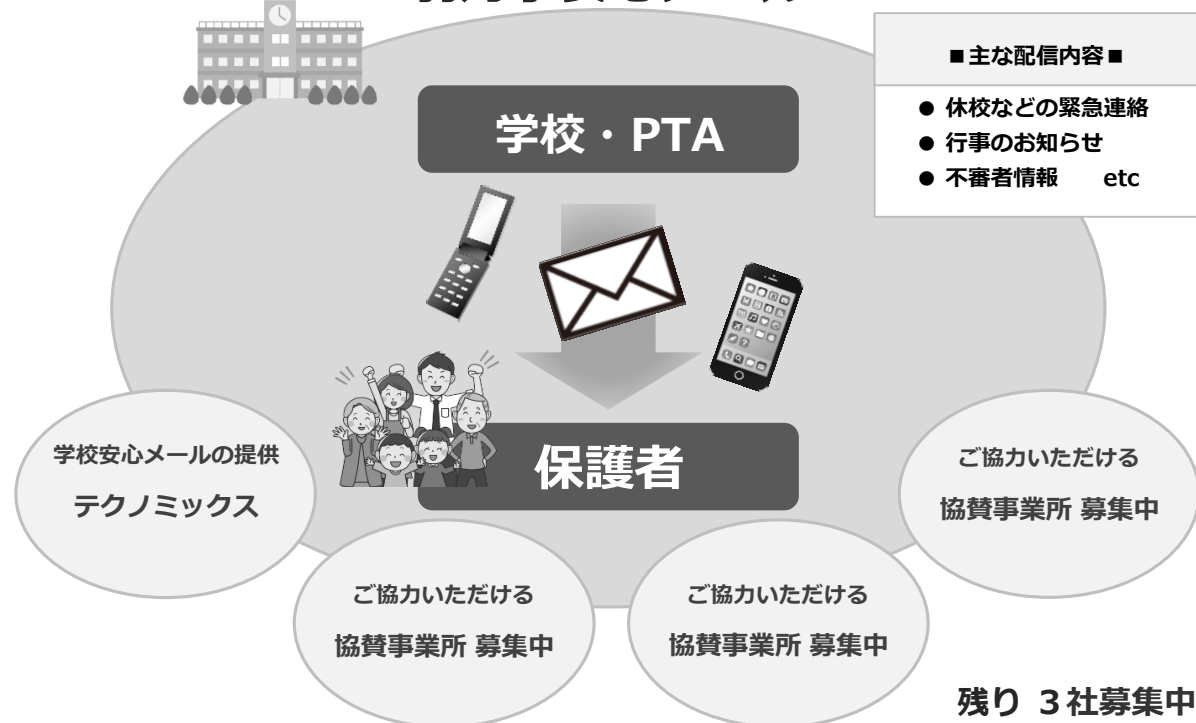 ■主な配信内容■
● 休校などの緊急連絡
● 行事のお知らせ
● 不審者情報　　etc
学校・PTA
保護者
学校安心メールの提供
テクノミックス
ご協力いただける
協賛事業所 募集中
ご協力いただける
協賛事業所 募集中
ご協力いただける
協賛事業所 募集中
残り ３社募集中